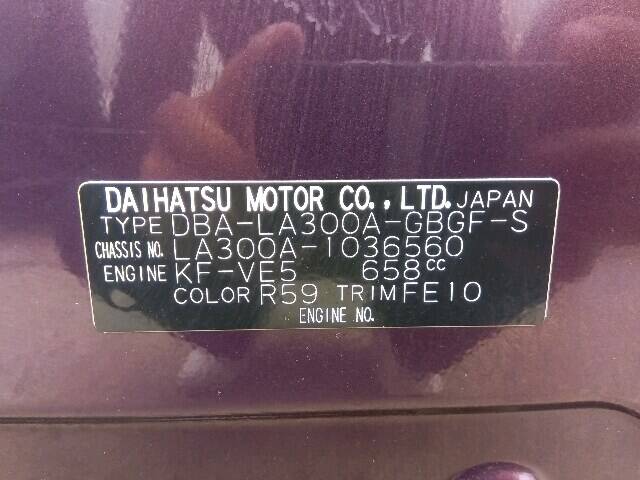 DAIHATSU MOTOR CO., LTD. JAPAN
TYPE DBA-LA300A-GBGF-S
CHASSIS NO. LA300A-1036560
ENGINE KF-VE5 658cc
COLOR R59 TRIM FE10
ENGINE NO.